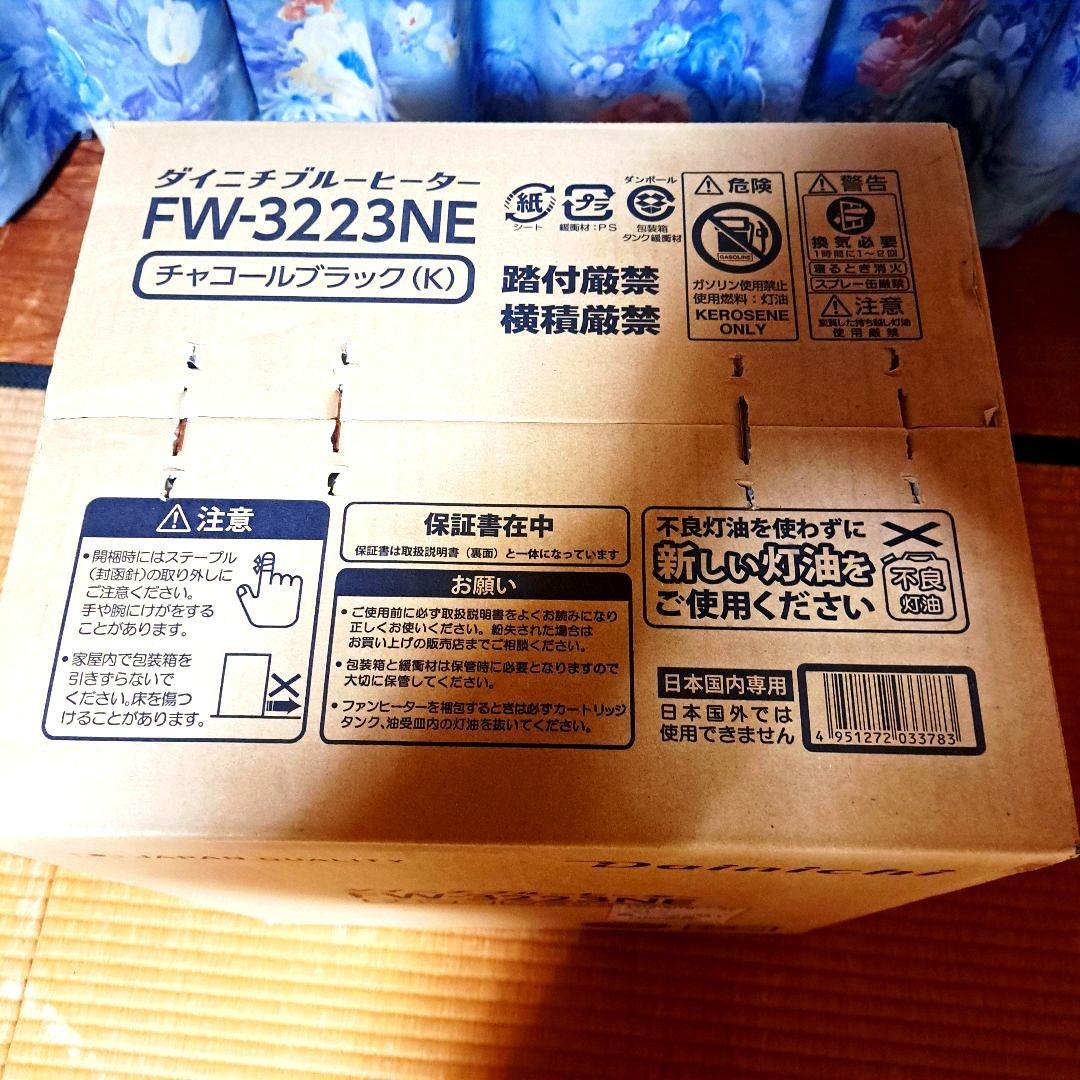 ダイニチブルーヒーター
FW-3223NE
チャコールブラック(K)
紙
シート
プラ
緩衝材:PS
ダンボール
包装箱
タンク緩衝材
踏付厳禁
横積厳禁
危険
GASOLINE
ガソリン使用禁止
使用燃料:灯油
KEROSENE
ONLY
警告
換気必要
1時間に1~2回
寝るとき消火
スプレー缶厳禁
注意
変質した持ち越し灯油
使用厳禁
注意
・開梱時にはステープル
(封函針)の取り外しに
ご注意ください。
手や腕にけがをする
ことがあります。
・家屋内で包装箱を
引きずらないで
ください。床を傷つ
けることがあります。
保証書在中
保証書は取扱説明書(裏面)と一体になっています
お願い
・ご使用前に必ず取扱説明書をよくお読みになり
正しくお使いください。紛失された場合は
お買い上げの販売店までご相談ください。
・包装箱と緩衝材は保管時に必要となりますので
大切に保管してください。
・ファンヒーターを梱包するときは必ずカートリッジ
タンク、油受皿内の灯油を抜いてください。
不良灯油を使わずに
新しい灯油を
ご使用ください
不良
灯油
日本国内専用
日本国外では
使用できません
4 951272 033783
JAPAN QUALITY
Dainichi
FW-3223NE